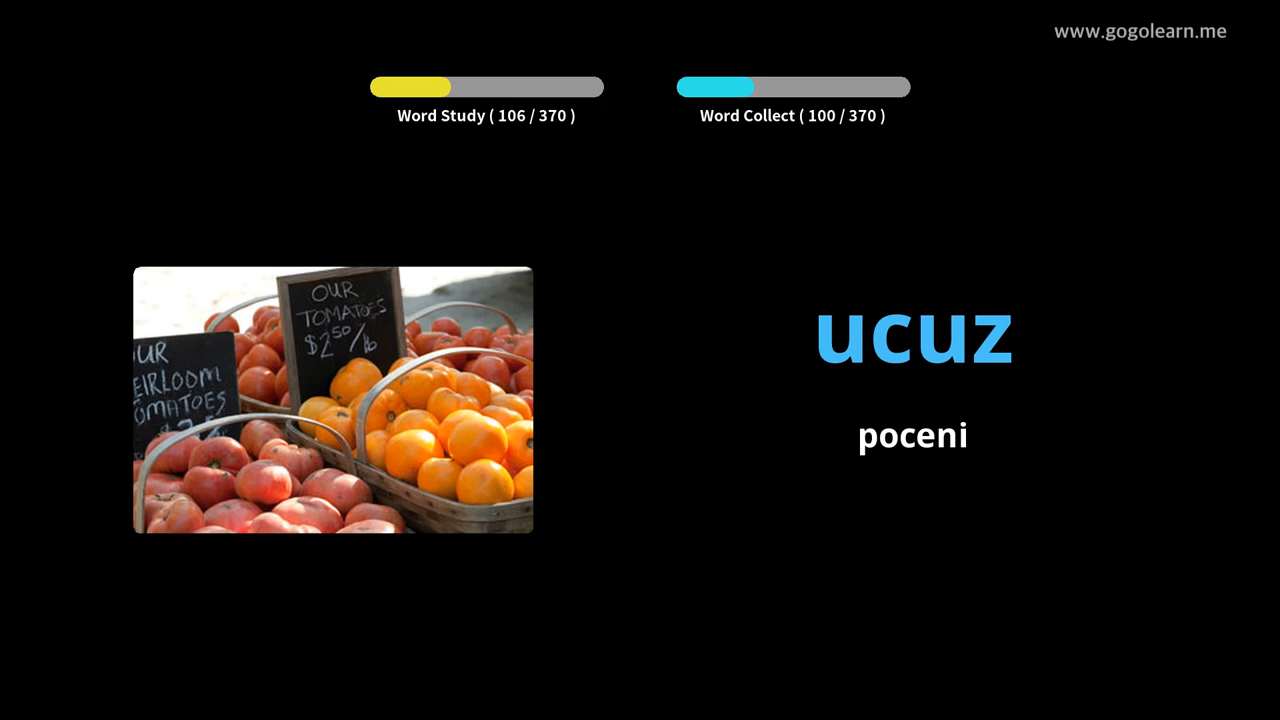 www.gogolearn.me
Word Study ( 106 / 370 )
Word Collect ( 100 / 370 )
OUR
TOMATOES
$2.50/lb
UR
EIRLOOM
OMATOES
ucuz
poceni